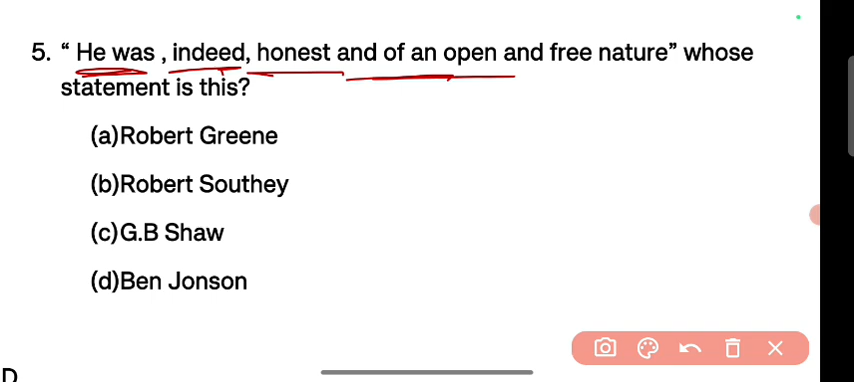 5. “ He was , indeed, honest and of an open and free nature” whose
statement is this?
(a)Robert Greene
(b)Robert Southey
(c)G.B Shaw
(d)Ben Jonson
D